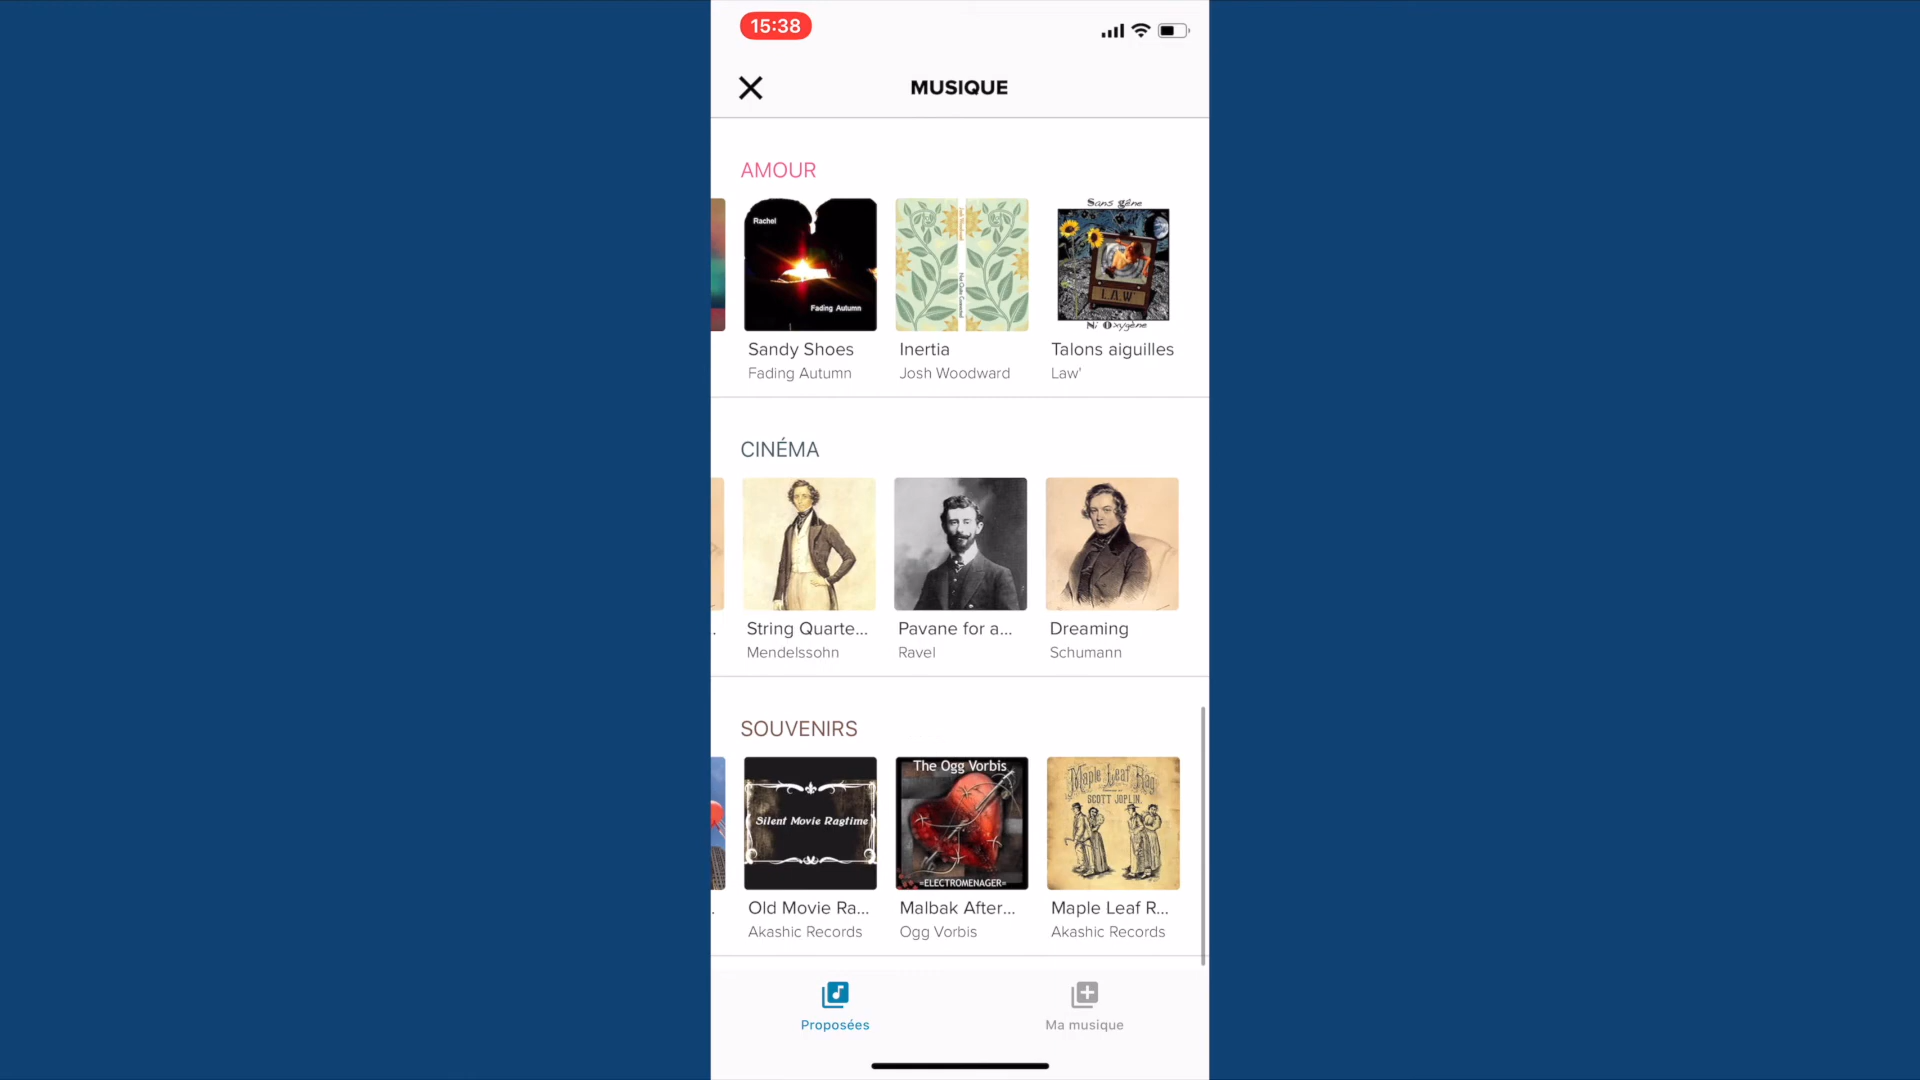 15:38
MUSIQUE
AMOUR
Rachel
Fading Autumn
Sans gêne
L.A.W'
Ni Oxygène
Sandy Shoes
Inertia
Talons aiguilles
Fading Autumn
Josh Woodward
Law'
CINÉMA
String Quarte...
Pavane for a...
Dreaming
Mendelssohn
Ravel
Schumann
SOUVENIRS
Silent Movie Ragtime
The Ogg Vorbis
=ELECTROMENAGER=
Maple Leaf Rag
SCOTT JOPLIN.
Old Movie Ra...
Malbak After...
Maple Leaf R...
Akashic Records
Ogg Vorbis
Akashic Records
Proposées
Ma musique